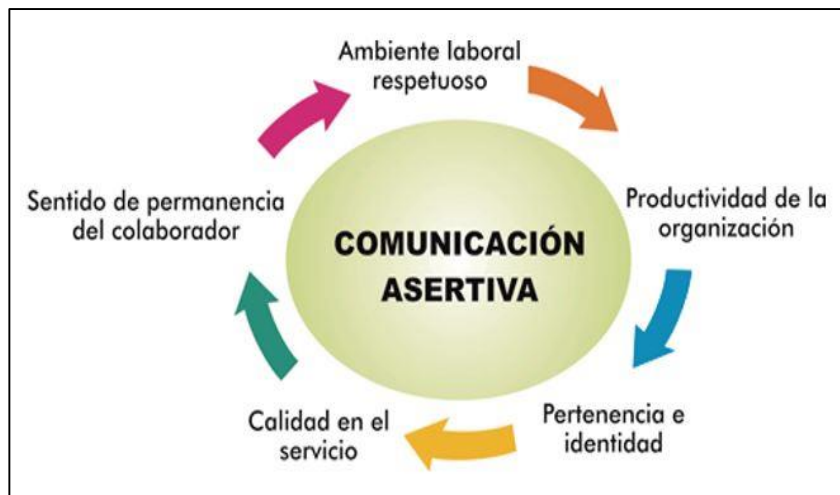 Ambiente laboral
respetuoso
Productividad de la
organización
Pertenencia e
identidad
Calidad en el
servicio
Sentido de permanencia
del colaborador
COMUNICACIÓN
ASERTIVA